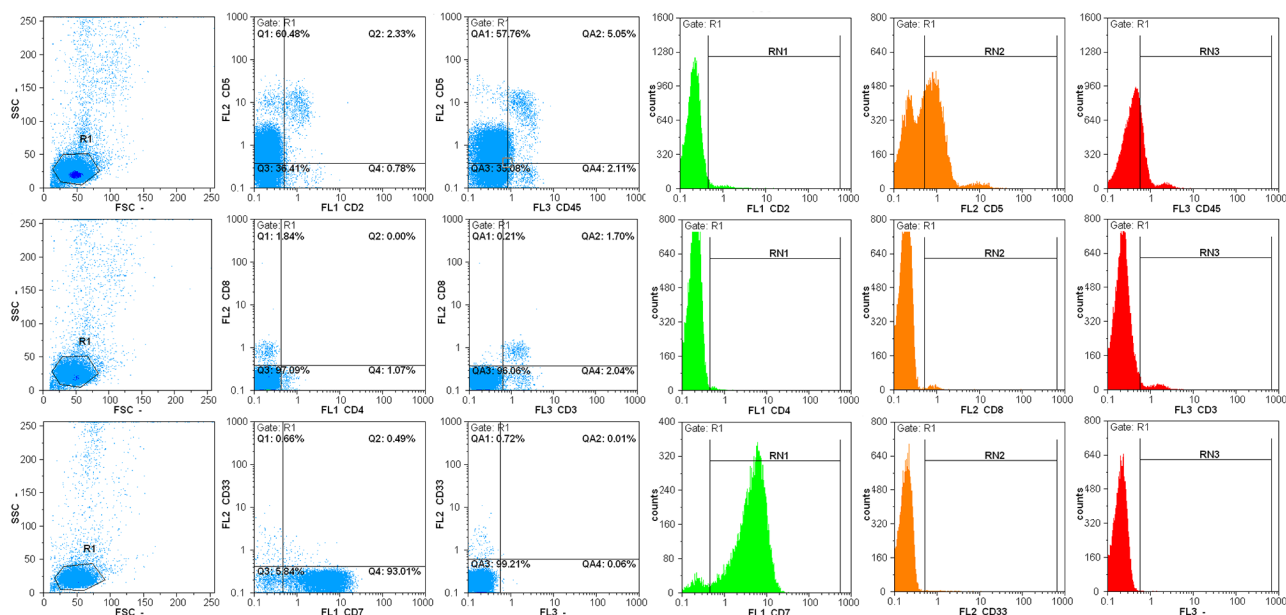 Gate: R1
Q1: 60.48% Q2: 2.33%
Q3: 36.41% Q4: 0.78%
FL2 CD5
FL1 CD2
Gate: R1
QA1: 57.76% QA2: 5.05%
QA3: 35.08% QA4: 2.11%
FL2 CD5
FL3 CD45
SSC -
R1
FSC -
Gate: R1
RN1
counts
FL1 CD2
Gate: R1
RN2
counts
FL2 CD5
Gate: R1
RN3
counts
FL3 CD45
SSC -
R1
FSC -
Gate: R1
Q1: 1.84% Q2: 0.00%
Q3: 97.09% Q4: 1.07%
FL2 CD8
FL1 CD4
Gate: R1
QA1: 0.21% QA2: 1.70%
QA3: 96.06% QA4: 2.04%
FL2 CD8
FL3 CD3
Gate: R1
RN1
counts
FL1 CD4
Gate: R1
RN2
counts
FL2 CD8
Gate: R1
RN3
counts
FL3 CD3
SSC -
R1
FSC -
Gate: R1
Q1: 0.66% Q2: 0.49%
Q3: 5.84% Q4: 93.01%
FL2 CD33
FL1 CD7
Gate: R1
QA1: 0.72% QA2: 0.01%
QA3: 99.21% QA4: 0.06%
FL2 CD33
FL3 -
Gate: R1
RN1
counts
FL1 CD7
Gate: R1
RN2
counts
FL2 CD33
Gate: R1
RN3
counts
FL3 -